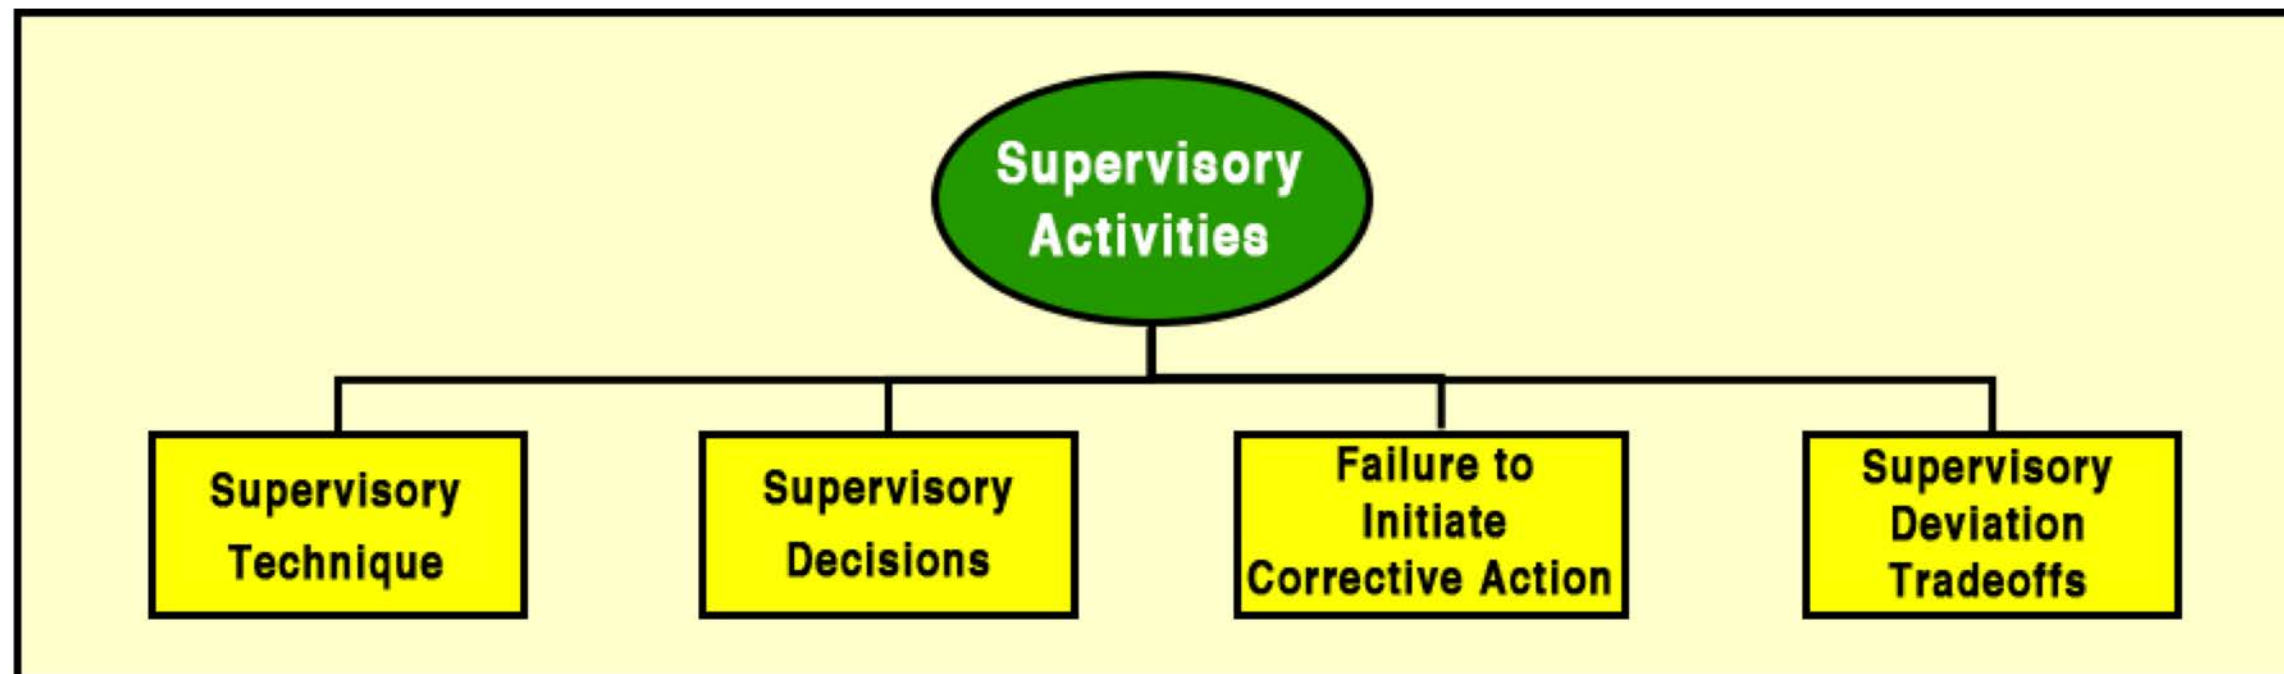 Supervisory
Activities
Supervisory
Technique
Supervisory
Decisions
Failure to
Initiate
Corrective Action
Supervisory
Deviation
Tradeoffs